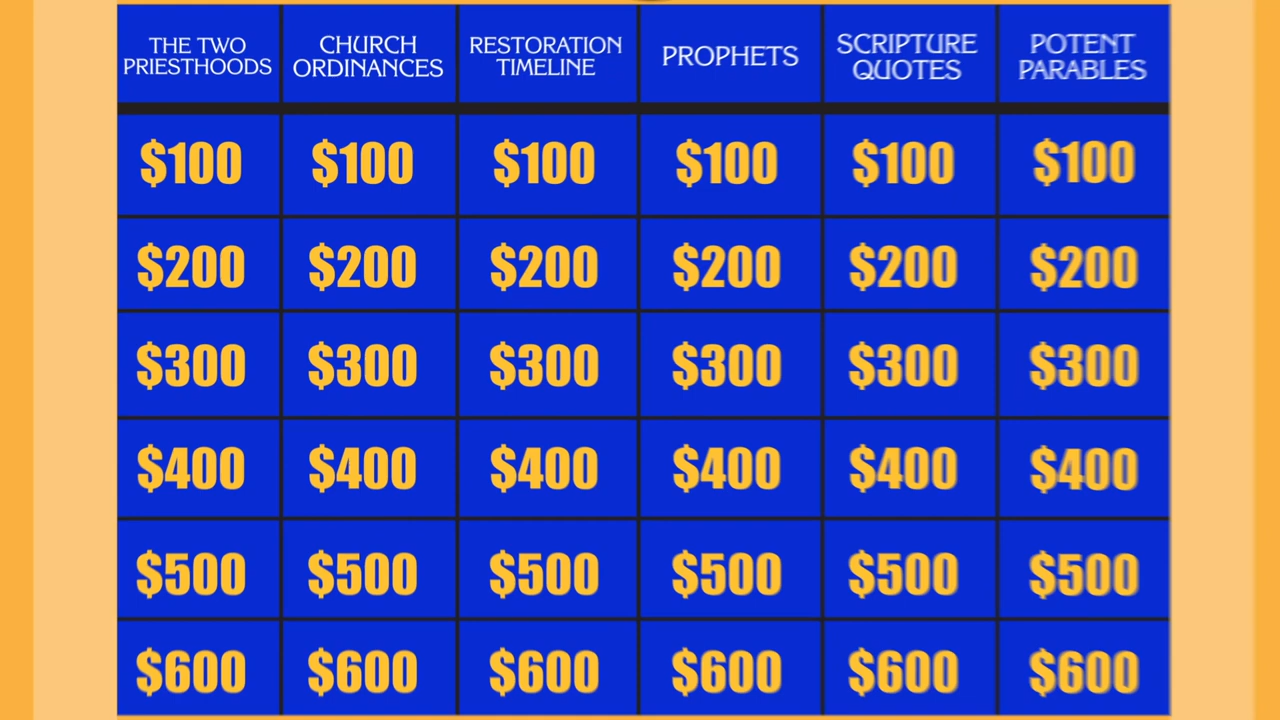 THE TWO
PRIESTHOODS
CHURCH
ORDINANCES
RESTORATION
TIMELINE
PROPHETS
SCRIPTURE
QUOTES
POTENT
PARABLES
$100 $100 $100 $100 $100 $100
$200 $200 $200 $200 $200 $200
$300 $300 $300 $300 $300 $300
$400 $400 $400 $400 $400 $400
$500 $500 $500 $500 $500 $500
$600 $600 $600 $600 $600 $600